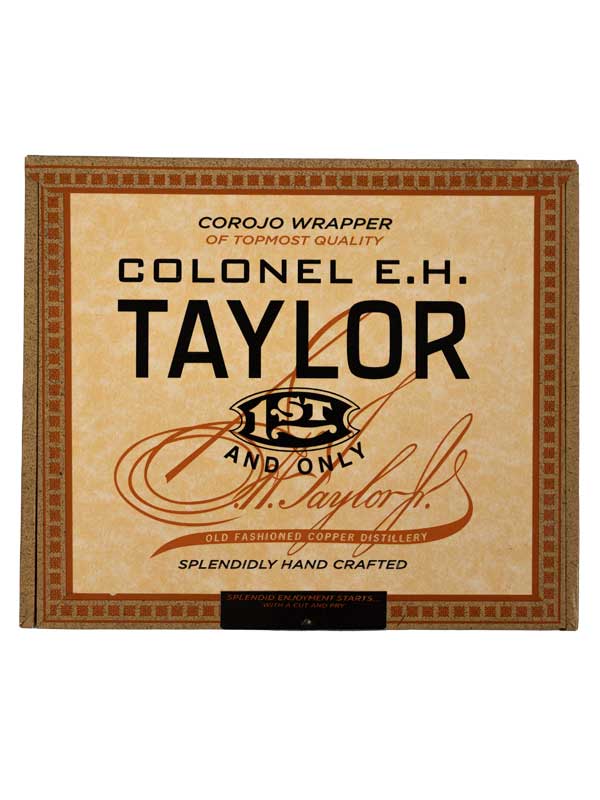 COROJO WRAPPER
OF TOPMOST QUALITY
COLONEL E.H.
TAYLOR
1ST
AND ONLY
E.H. Taylor Jr.
OLD FASHIONED COPPER DISTILLERY
SPLENDIDLY HAND CRAFTED
SPLENDID ENJOYMENT STARTS...
WITH A CUT AND PRY